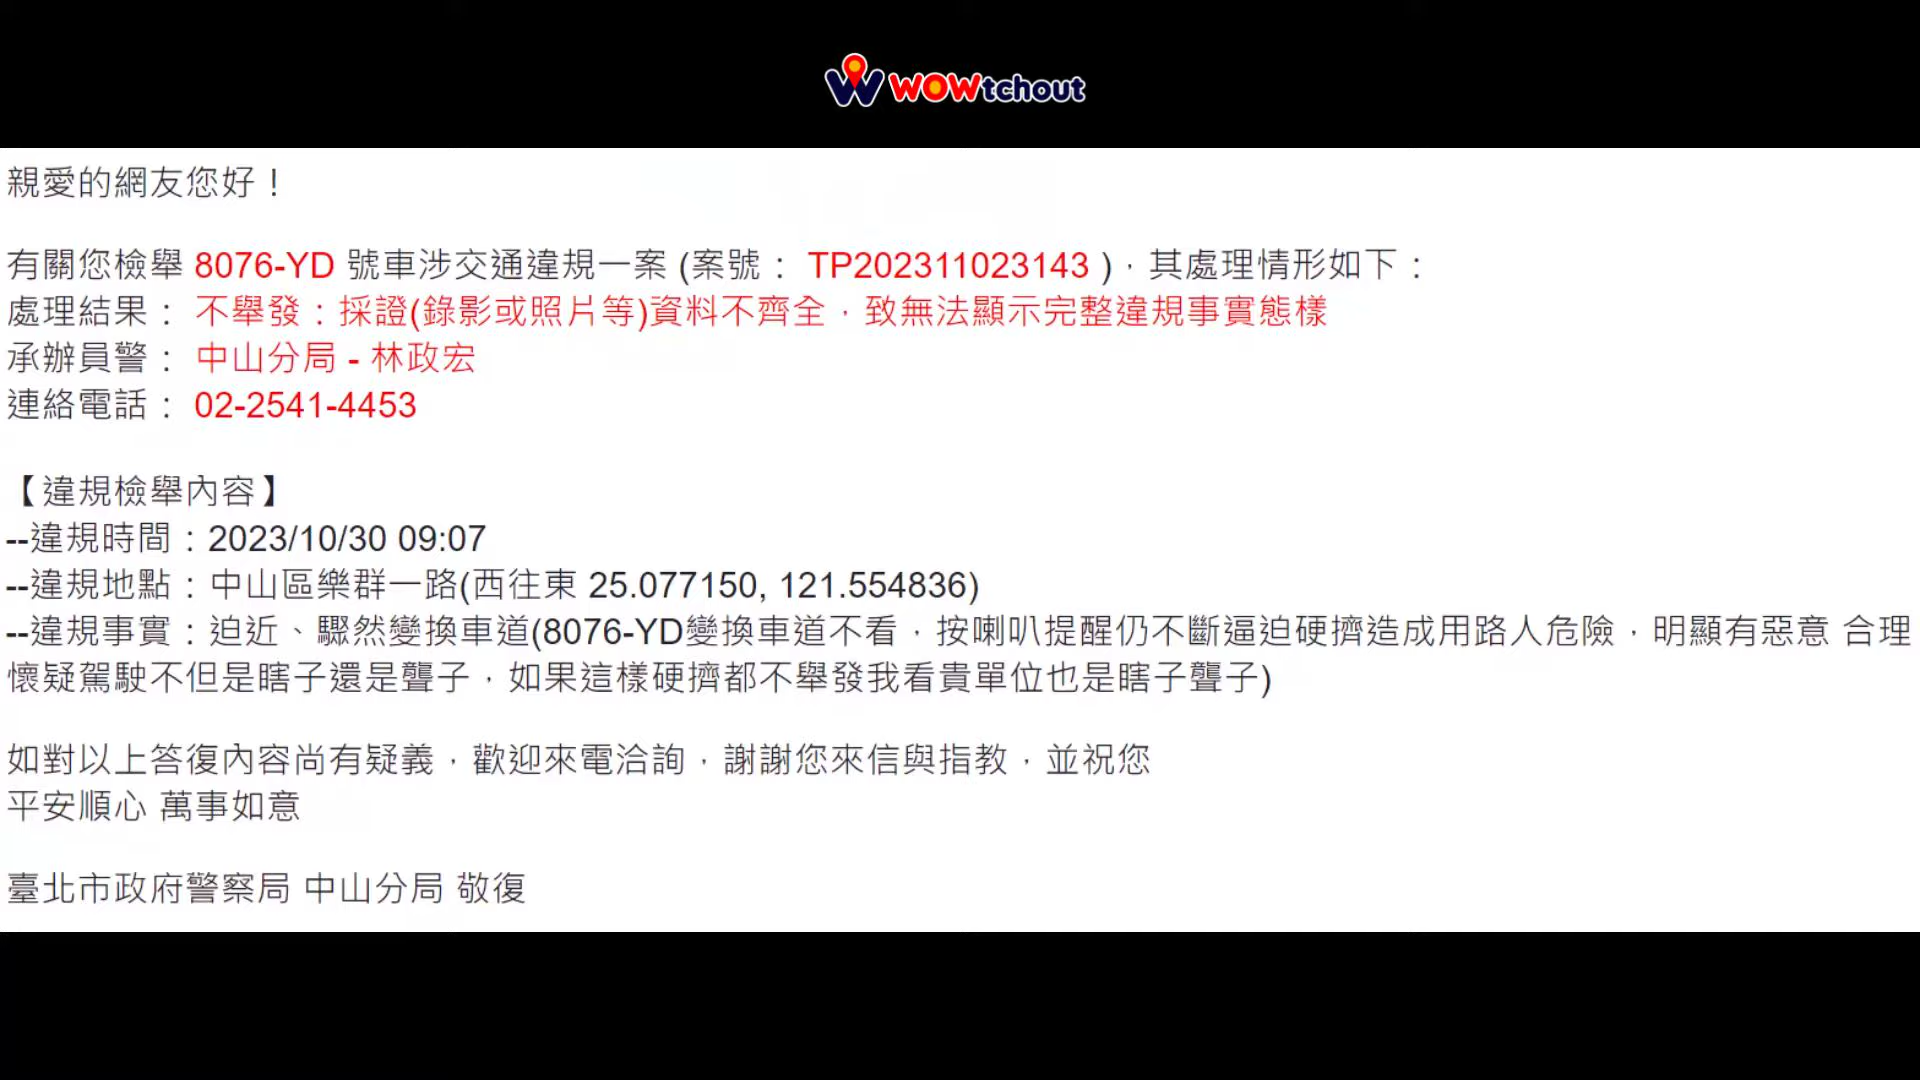 WOWtchout
親愛的網友您好！
有關您檢舉 8076-YD 號車涉交通違規一案 (案號： TP202311023143 )，其處理情形如下：
處理結果： 不舉發：採證(錄影或照片等)資料不齊全，致無法顯示完整違規事實態樣
承辦員警： 中山分局 - 林政宏
連絡電話： 02-2541-4453
【違規檢舉內容】
--違規時間：2023/10/30 09:07
--違規地點：中山區樂群一路(西往東 25.077150, 121.554836)
--違規事實：迫近、驟然變換車道(8076-YD變換車道不看，按喇叭提醒仍不斷逼迫硬擠造成用路人危險，明顯有惡意 合理
懷疑駕駛不但是瞎子還是聾子，如果這樣硬擠都不舉發我看貴單位也是瞎子聾子)
如對以上答復內容尚有疑義，歡迎來電洽詢，謝謝您來信與指教，並祝您
平安順心 萬事如意
臺北市政府警察局 中山分局 敬復